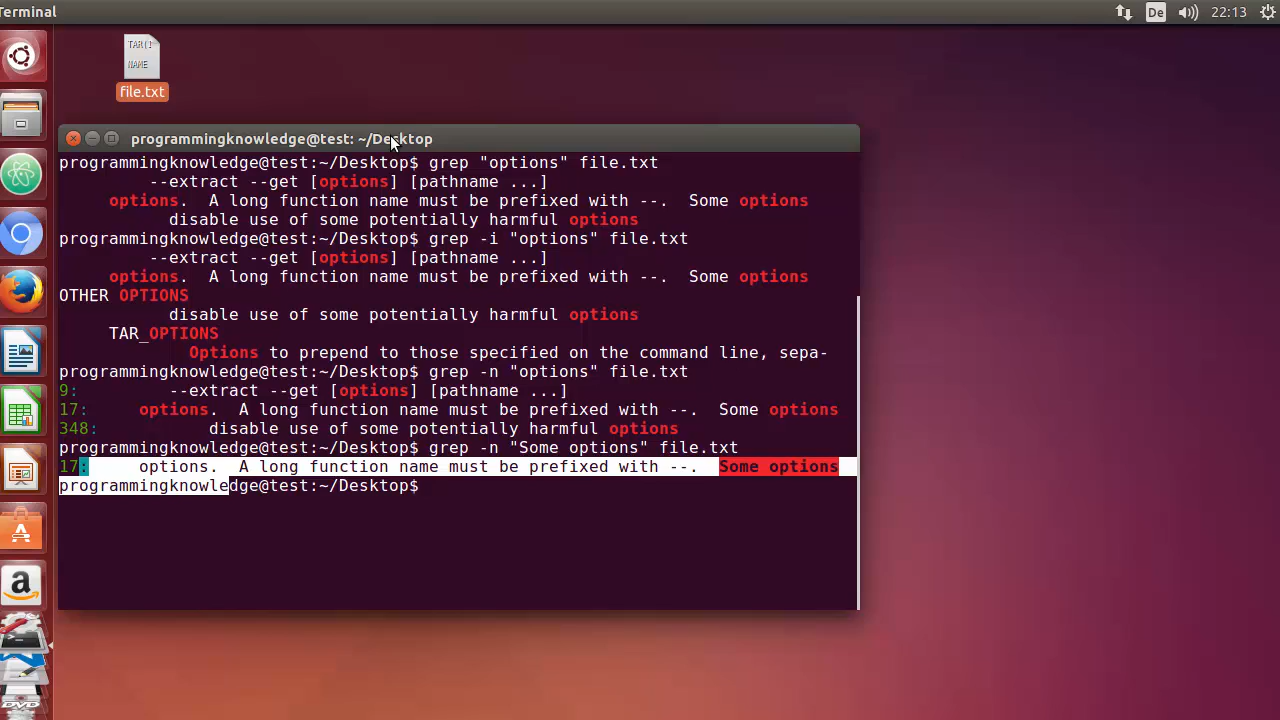 Terminal
De
22:13
TAR(1
NAME
file.txt
programmingknowledge@test: ~/Desktop
programmingknowledge@test:~/Desktop$ grep "options" file.txt
--extract --get [options] [pathname ...]
options.  A long function name must be prefixed with --.  Some options
disable use of some potentially harmful options
programmingknowledge@test:~/Desktop$ grep -i "options" file.txt
--extract --get [options] [pathname ...]
options.  A long function name must be prefixed with --.  Some options
OTHER OPTIONS
disable use of some potentially harmful options
TAR_OPTIONS
Options to prepend to those specified on the command line, sepa-
programmingknowledge@test:~/Desktop$ grep -n "options" file.txt
9:         --extract --get [options] [pathname ...]
17:     options.  A long function name must be prefixed with --.  Some options
348:           disable use of some potentially harmful options
programmingknowledge@test:~/Desktop$ grep -n "Some options" file.txt
17:     options.  A long function name must be prefixed with --.  Some options
programmingknowledge@test:~/Desktop$
a
DVD